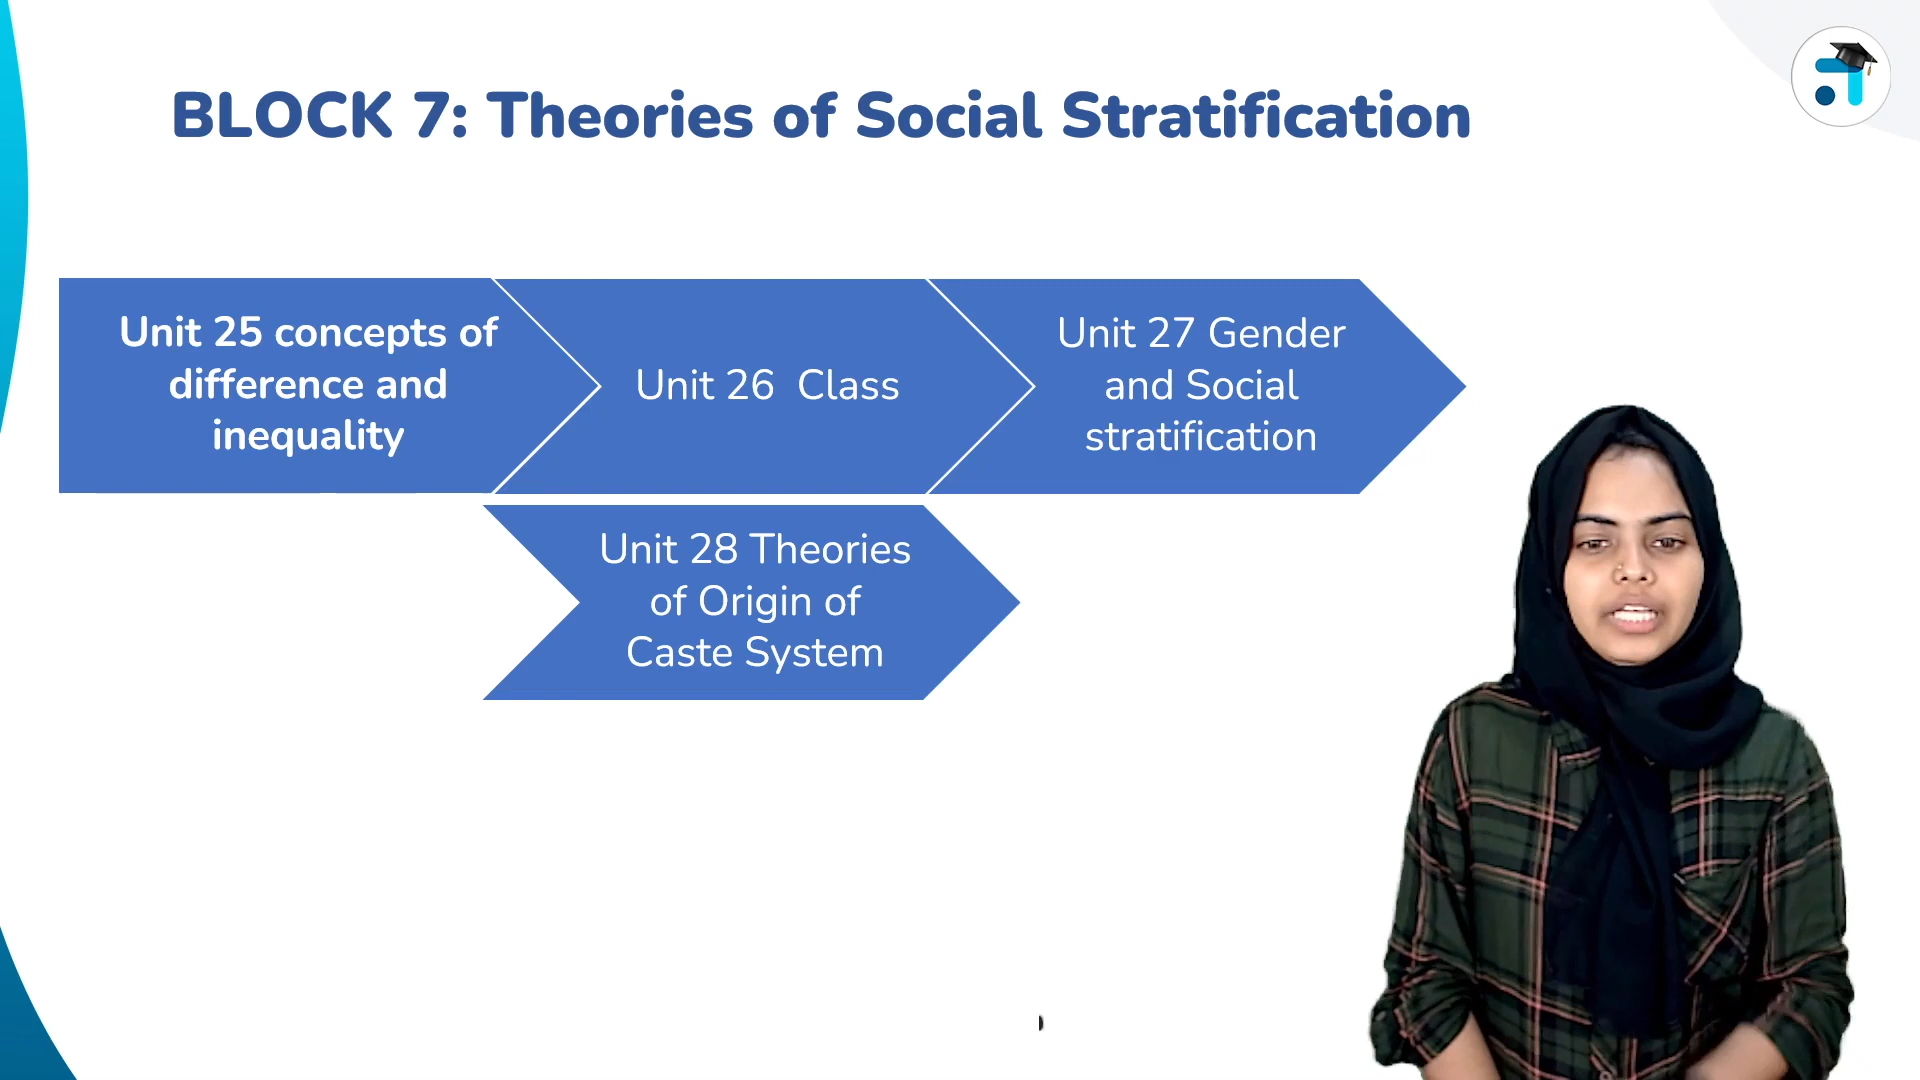 BLOCK 7: Theories of Social Stratification
Unit 25 concepts of
difference and
inequality
Unit 26  Class
Unit 27 Gender
and Social
stratification
Unit 28 Theories
of Origin of
Caste System